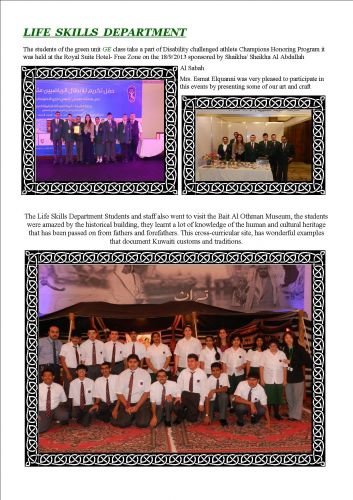 LIFE SKILLS DEPARTMENT
The students of the green unit GE class take a part of Disability challenged athlete Champions Honoring Program it
was held at the Royal Suite Hotel- Free Zone on the 18/9/2013 sponsored by Shaikha/ Sheikha Al Abdullah
Al Sabah
Mrs. Esmat Elquranii was very pleased to participate in
this events by presenting some of our art and craft
The Life Skills Department Students and staff also went to visit the Bait Al Othman Museum, the students
were amazed by the historical building, they learnt a lot of knowledge of the human and cultural heritage
that has been passed on from fathers and forefathers. This cross-curricular site, has wonderful examples
that document Kuwaiti customs and traditions.